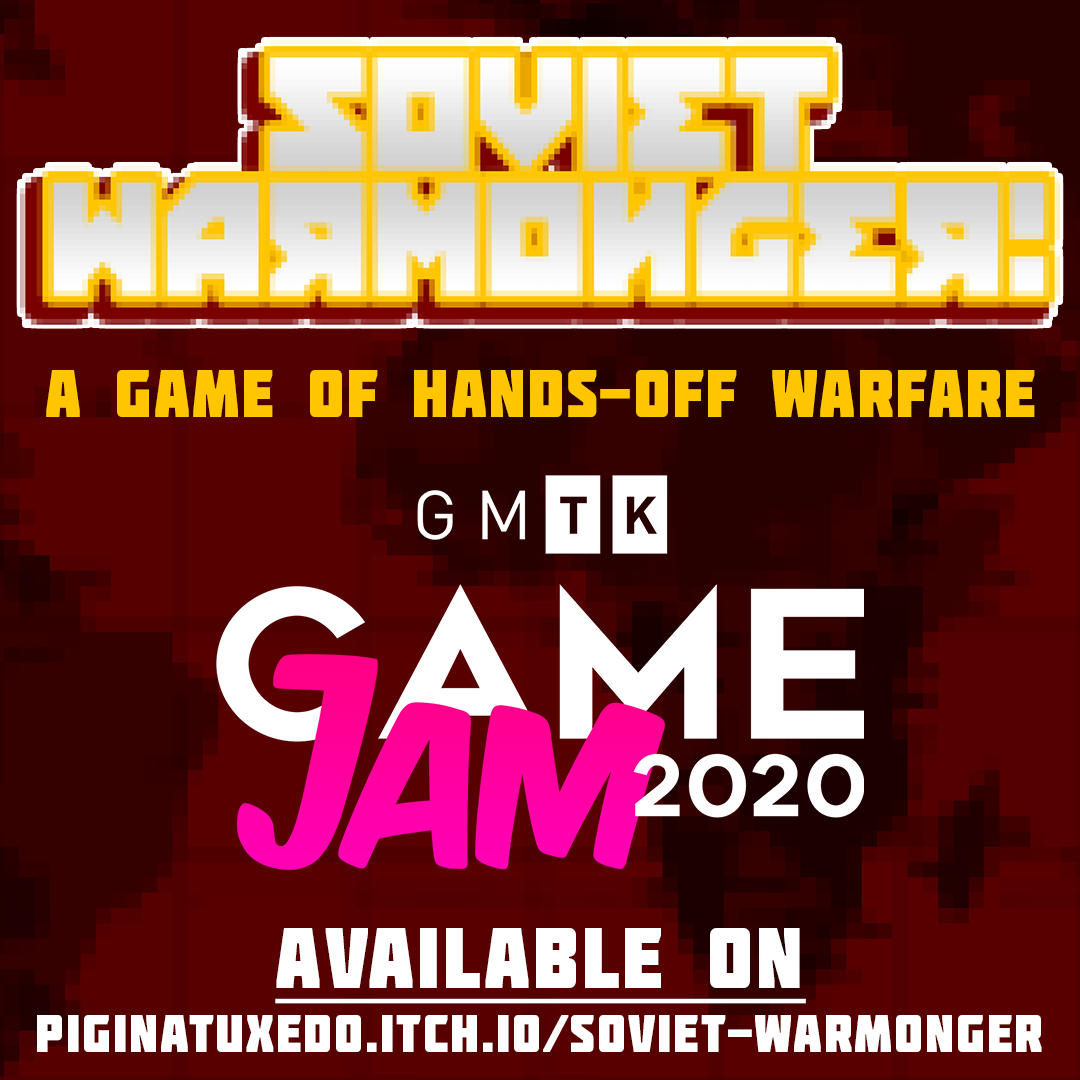 SOVIET
WARMONGER!
A GAME OF HANDS-OFF WARFARE
GMTK
GAME
JAM
2020
AVAILABLE ON
PIGINATUXEDO.ITCH.IO/SOVIET-WARMONGER